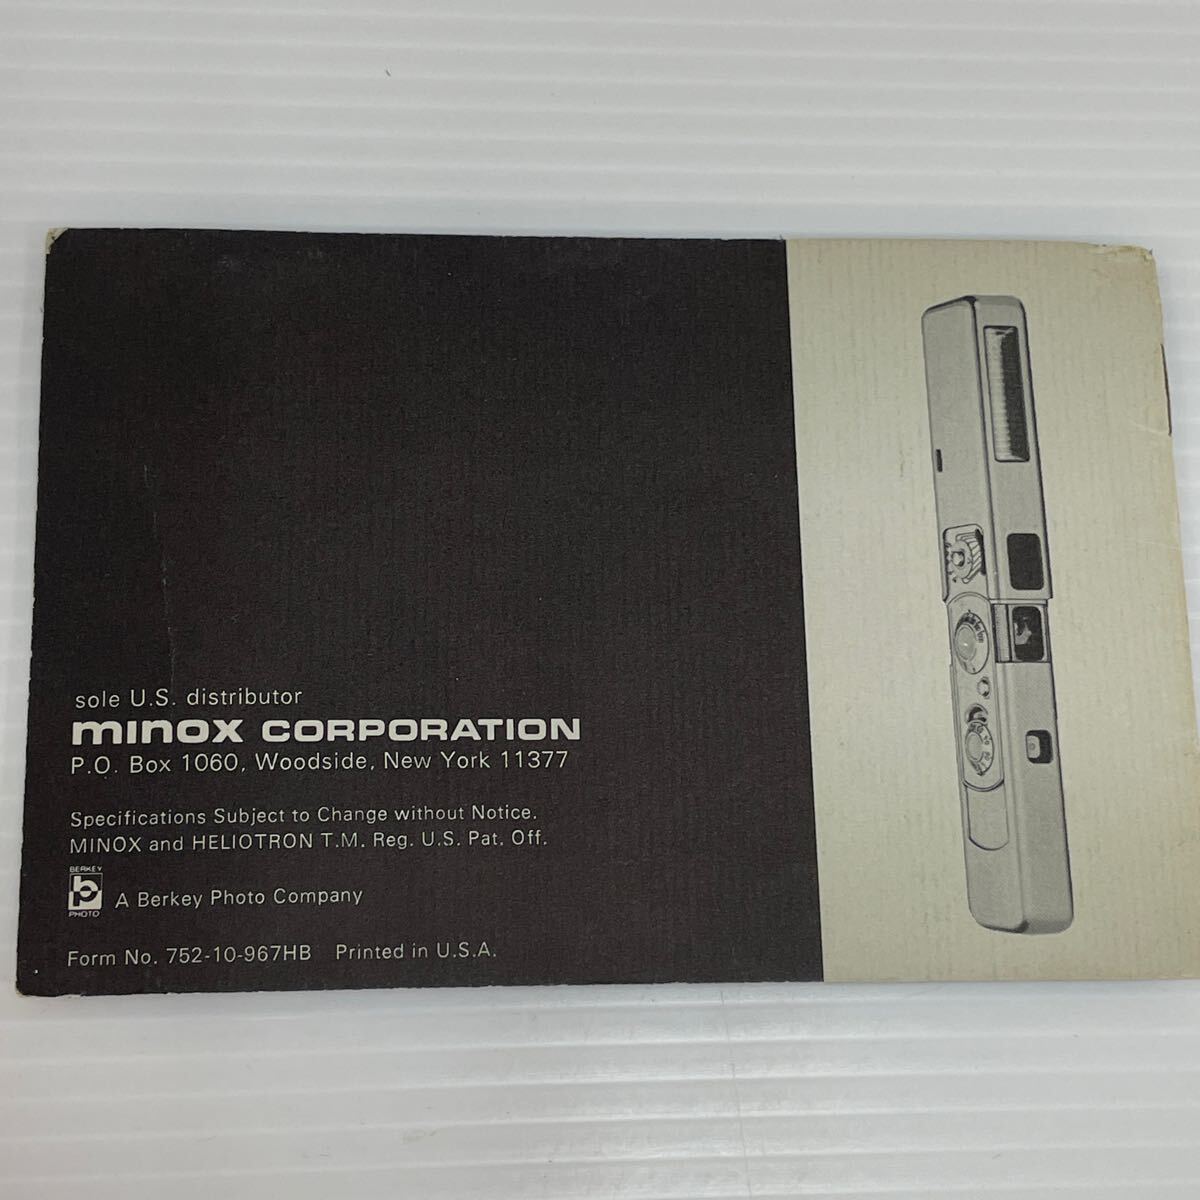 sole U.S. distributor
minox CORPORATION
P.O. Box 1060, Woodside, New York 11377
Specifications Subject to Change without Notice.
MINOX and HELIOTRON T.M. Reg. U.S. Pat. Off.
BERKEY
bp
PHOTO
A Berkey Photo Company
Form No. 752-10-967HB Printed in U.S.A.